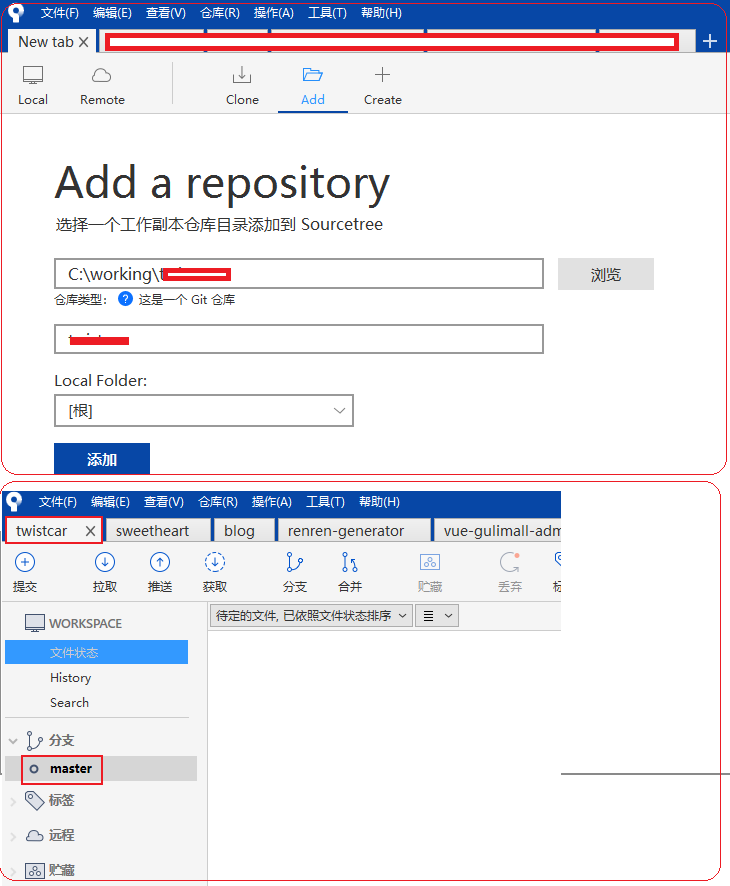 文件(F) 编辑(E) 查看(V) 仓库(R) 操作(A) 工具(T) 帮助(H)
New tab
Local Remote Clone Add Create
Add a repository
选择一个工作副本仓库目录添加到 Sourcetree
C:\working\
浏览
仓库类型: ? 这是一个 Git 仓库
Local Folder:
[根]
添加
文件(F) 编辑(E) 查看(V) 仓库(R) 操作(A) 工具(T) 帮助(H)
twistcar sweetheart blog renren-generator vue-gulimall-adm
提交 拉取 推送 获取 分支 合并 贮藏 丢弃
WORKSPACE
待定的文件, 已依照文件状态排序
文件状态
History
Search
分支
master
标签
远程
贮藏